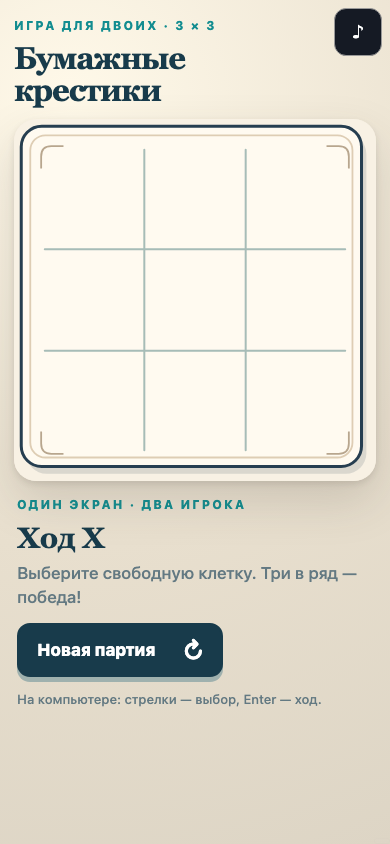 ИГРА ДЛЯ ДВОИХ · 3 × 3
Бумажные
крестики
ОДИН ЭКРАН · ДВА ИГРОКА
Ход X
Выберите свободную клетку. Три в ряд —
победа!
Новая партия
На компьютере: стрелки — выбор, Enter — ход.